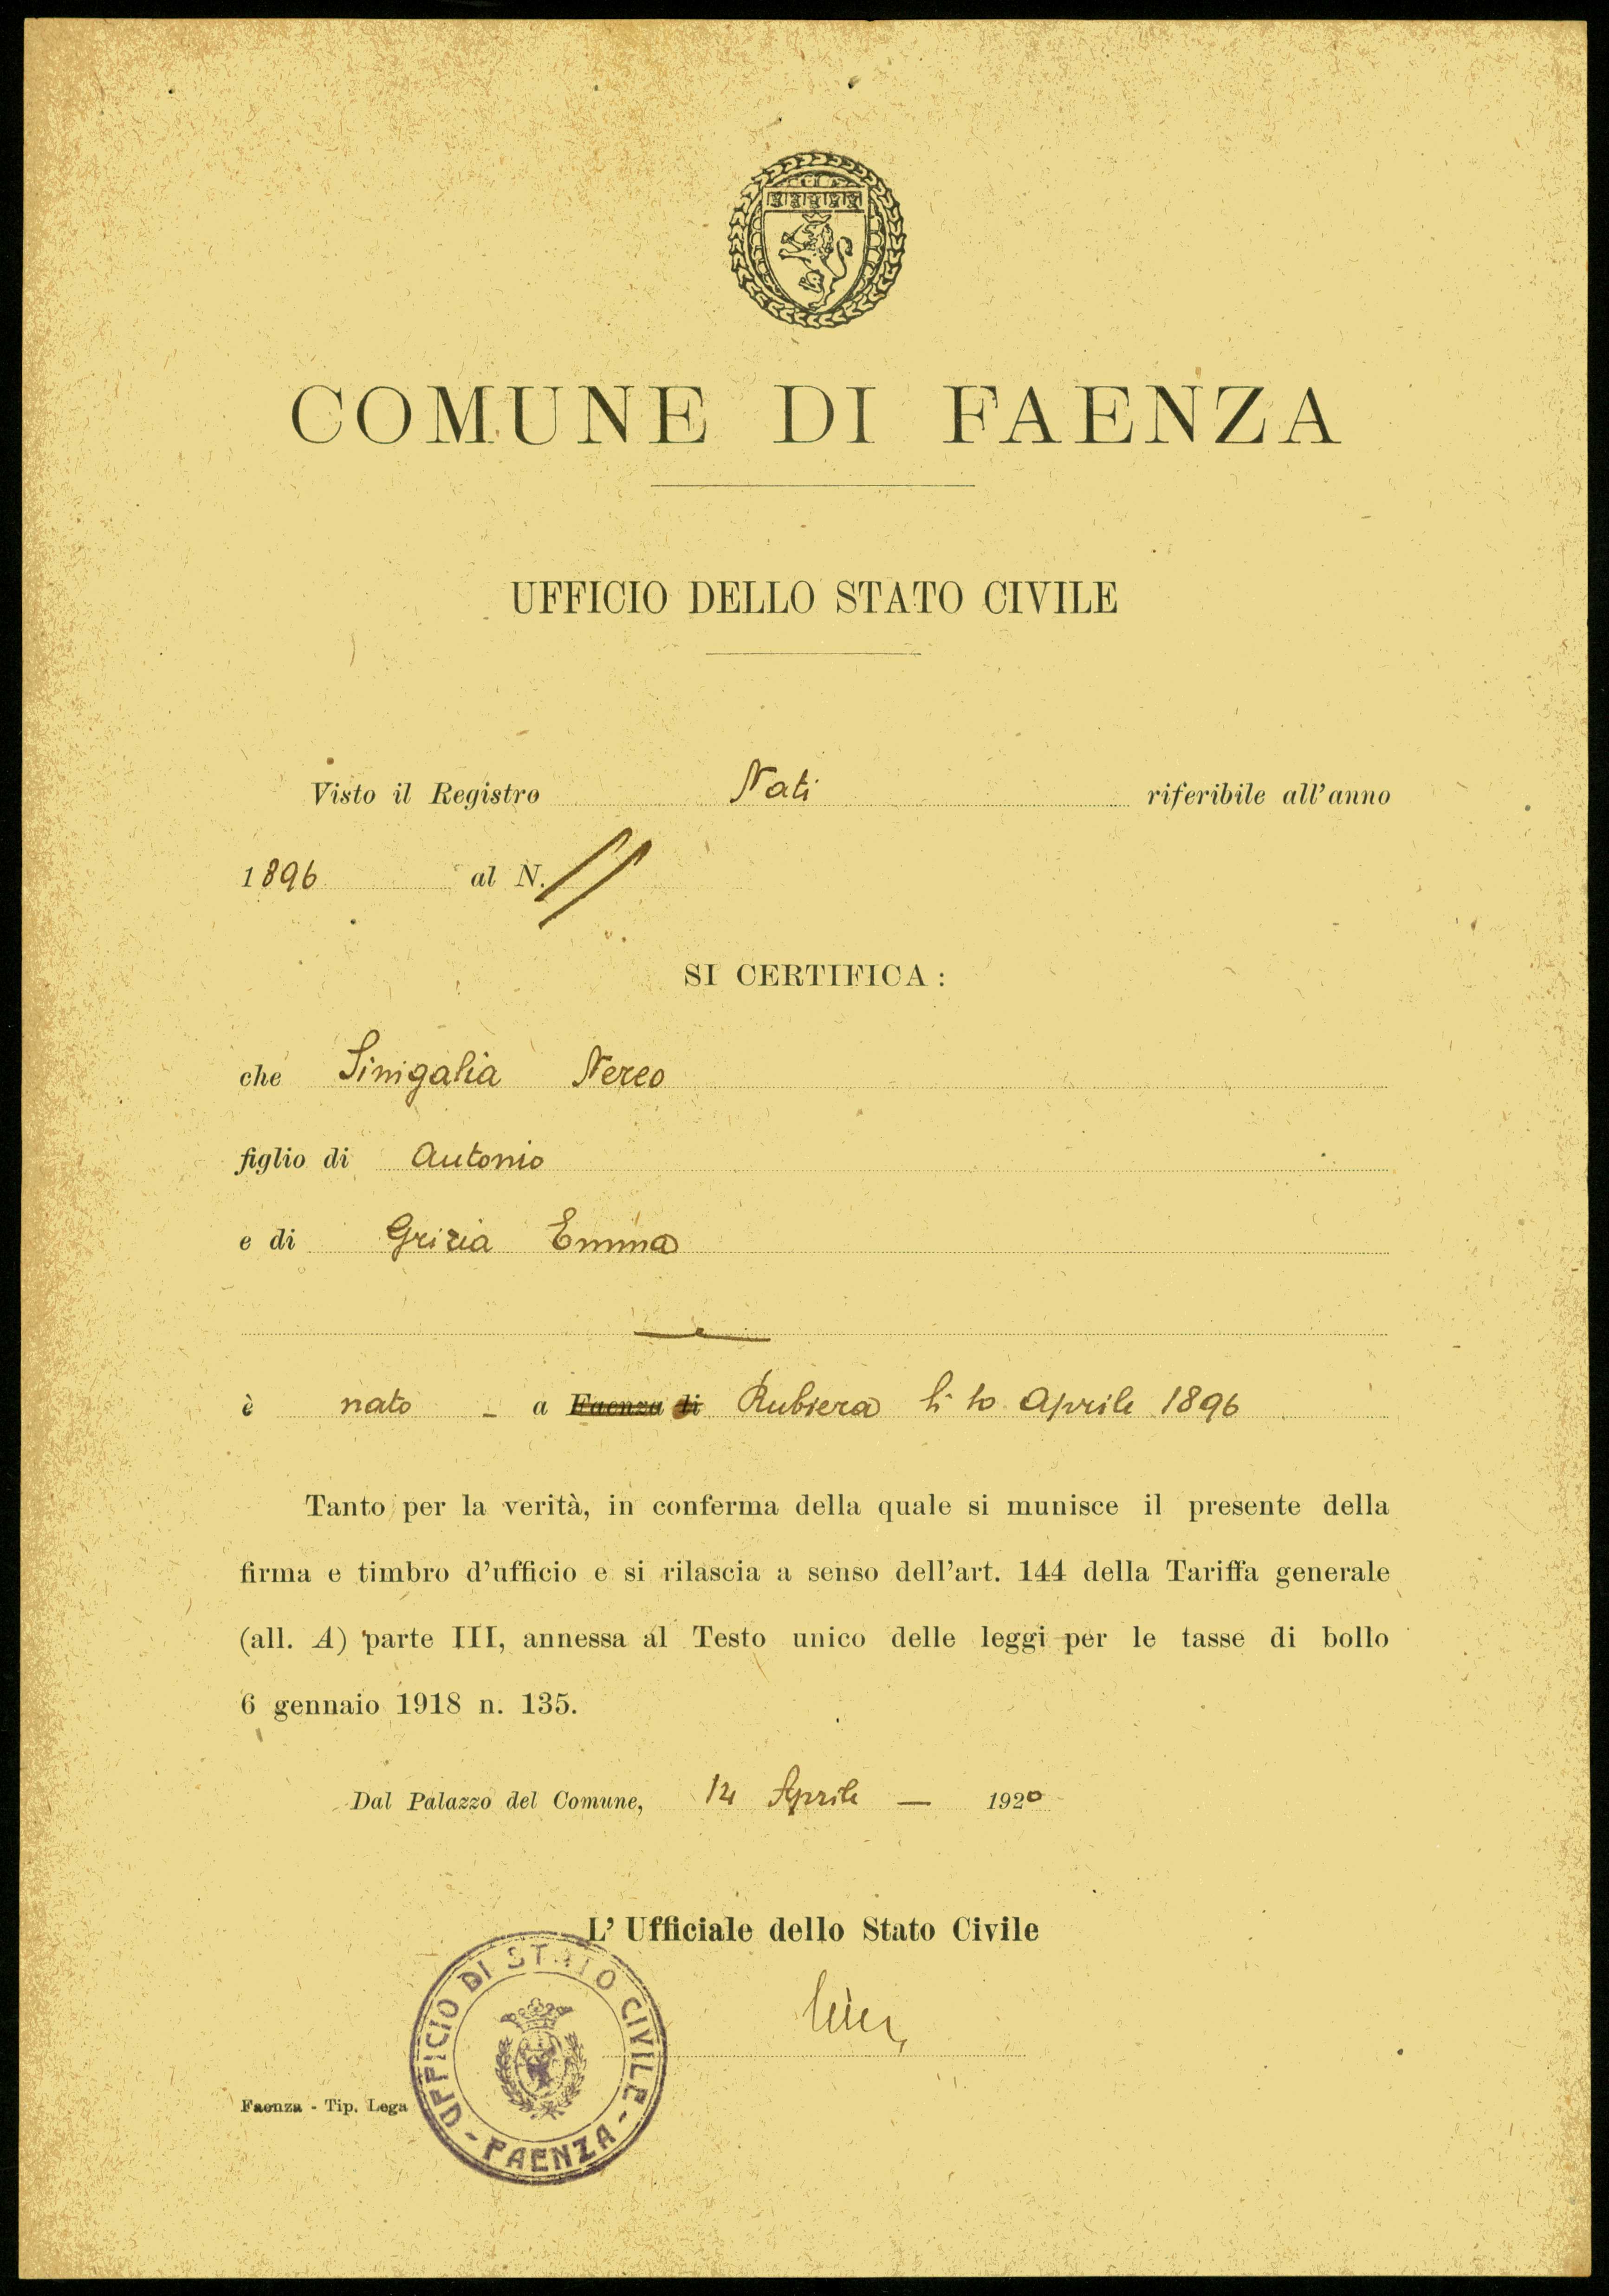 COMUNE DI FAENZA
UFFICIO DELLO STATO CIVILE
Visto il Registro Nati riferibile all'anno
1896 al N.
SI CERTIFICA:
che Sinigalia Nereo
figlio di Antonio
e di Grizia Emma
è nato - a Faenza li Rubiera li 10 Aprile 1896
Tanto per la verità, in conferma della quale si munisce il presente della
firma e timbro d'ufficio e si rilascia a senso dell'art. 144 della Tariffa generale
(all. A) parte III, annessa al Testo unico delle leggi per le tasse di bollo
6 gennaio 1918 n. 135.
Dal Palazzo del Comune, 14 Aprile — 1920
L'Ufficiale dello Stato Civile
UFFICIO DI STATO CIVILE - FAENZA -
Faenza - Tip. Lega